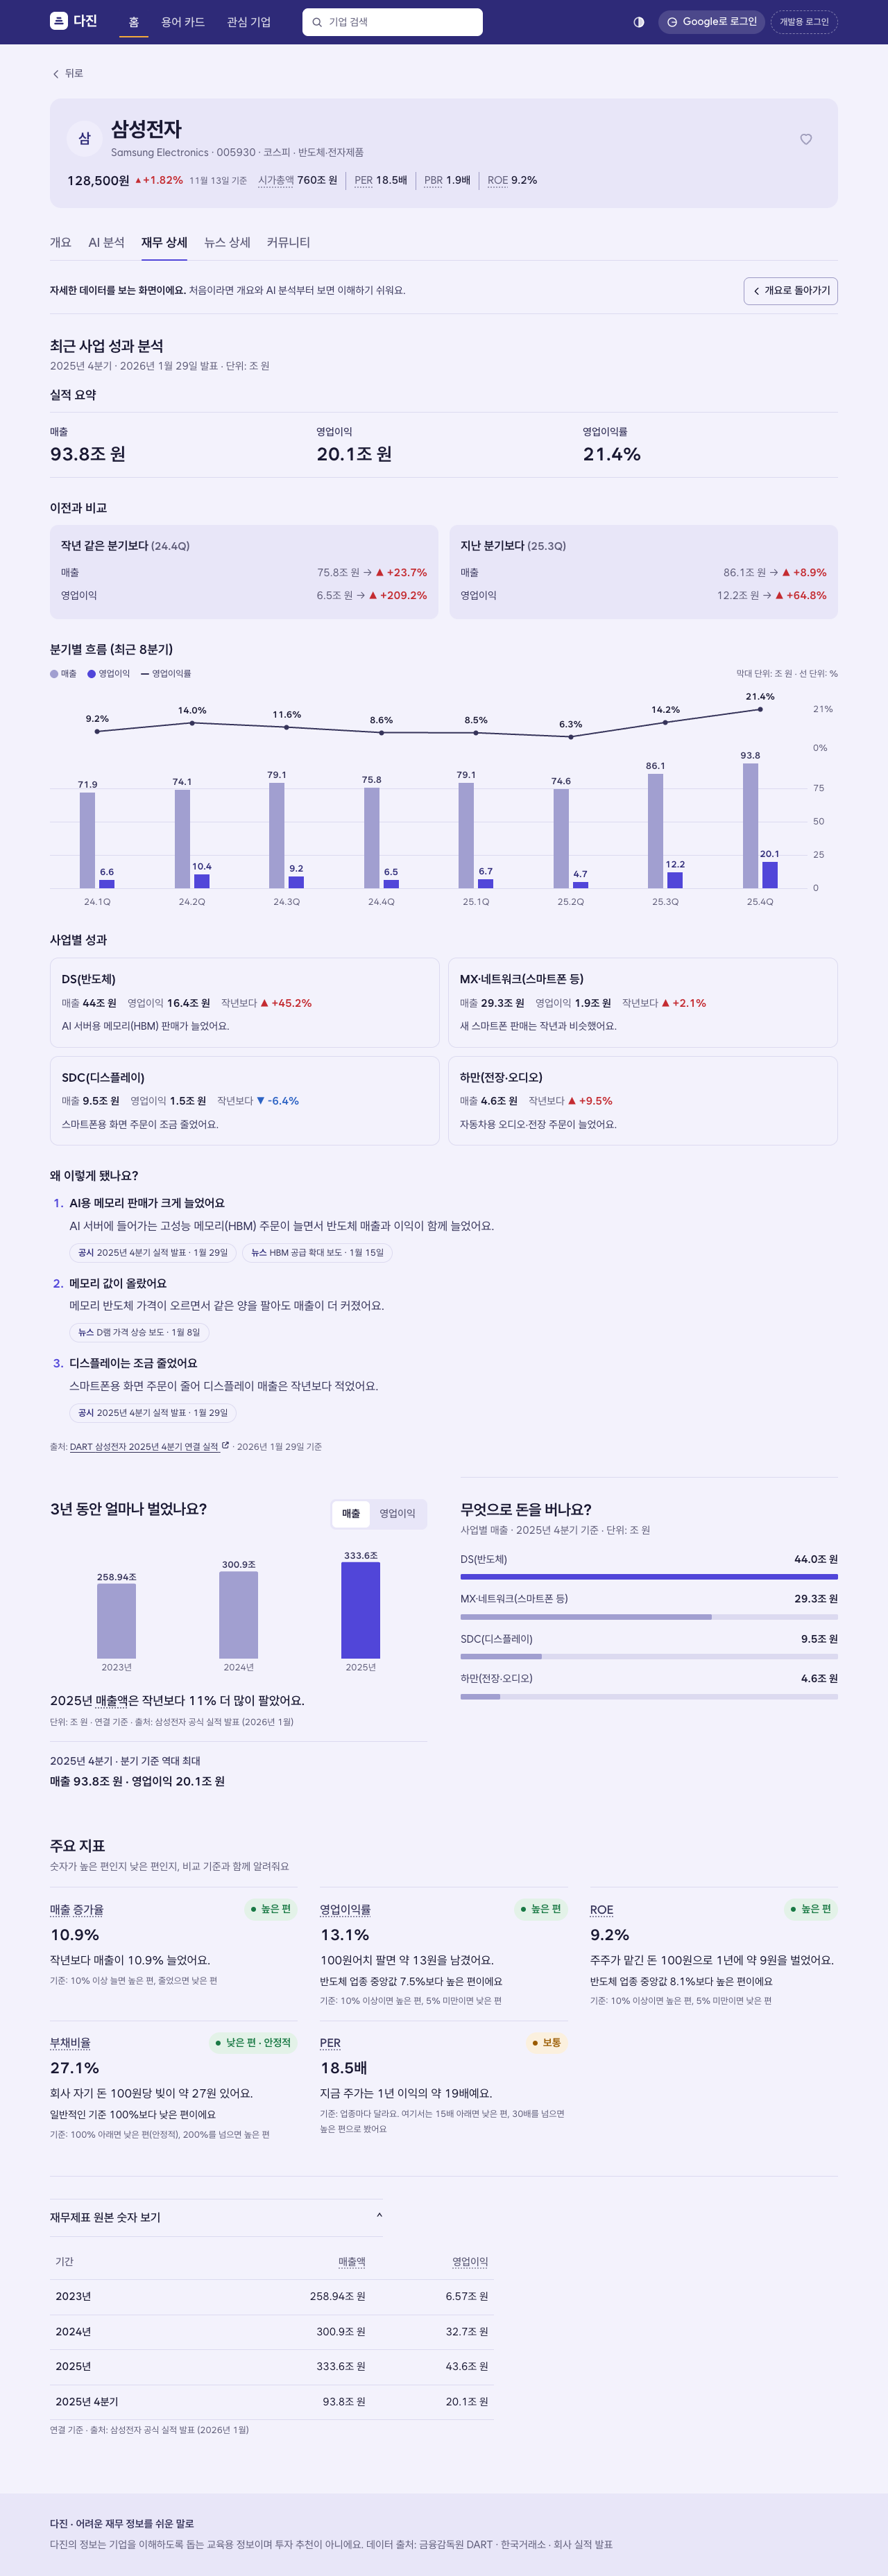 다진
홈
용어 카드
관심 기업
기업 검색
Google로 로그인
개발용 로그인
뒤로
삼
삼성전자
Samsung Electronics · 005930 · 코스피 · 반도체·전자제품
128,500원 ▲+1.82% 11월 13일 기준 시가총액 760조 원 PER 18.5배 PBR 1.9배 ROE 9.2%
개요 AI 분석 재무 상세 뉴스 상세 커뮤니티
자세한 데이터를 보는 화면이에요. 처음이라면 개요와 AI 분석부터 보면 이해하기 쉬워요.
개요로 돌아가기
최근 사업 성과 분석
2025년 4분기 · 2026년 1월 29일 발표 · 단위: 조 원
실적 요약
매출 영업이익 영업이익률
93.8조 원 20.1조 원 21.4%
이전과 비교
작년 같은 분기보다 (24.4Q)
매출 75.8조 원 → ▲ +23.7%
영업이익 6.5조 원 → ▲ +209.2%
지난 분기보다 (25.3Q)
매출 86.1조 원 → ▲ +8.9%
영업이익 12.2조 원 → ▲ +64.8%
분기별 흐름 (최근 8분기)
매출 영업이익 영업이익률
막대 단위: 조 원 · 선 단위: %
9.2% 14.0% 11.6% 8.6% 8.5% 6.3% 14.2% 21.4%
21%
0%
71.9 74.1 79.1 75.8 79.1 74.6 86.1 93.8
75
50
25
0
6.6 10.4 9.2 6.5 6.7 4.7 12.2 20.1
24.1Q 24.2Q 24.3Q 24.4Q 25.1Q 25.2Q 25.3Q 25.4Q
사업별 성과
DS(반도체)
매출 44조 원 영업이익 16.4조 원 작년보다 ▲ +45.2%
AI 서버용 메모리(HBM) 판매가 늘었어요.
MX·네트워크(스마트폰 등)
매출 29.3조 원 영업이익 1.9조 원 작년보다 ▲ +2.1%
새 스마트폰 판매는 작년과 비슷했어요.
SDC(디스플레이)
매출 9.5조 원 영업이익 1.5조 원 작년보다 ▼ -6.4%
스마트폰용 화면 주문이 조금 줄었어요.
하만(전장·오디오)
매출 4.6조 원 작년보다 ▲ +9.5%
자동차용 오디오·전장 주문이 늘었어요.
왜 이렇게 됐나요?
1. AI용 메모리 판매가 크게 늘었어요
AI 서버에 들어가는 고성능 메모리(HBM) 주문이 늘면서 반도체 매출과 이익이 함께 늘었어요.
공시 2025년 4분기 실적 발표 · 1월 29일
뉴스 HBM 공급 확대 보도 · 1월 15일
2. 메모리 값이 올랐어요
메모리 반도체 가격이 오르면서 같은 양을 팔아도 매출이 더 커졌어요.
뉴스 D램 가격 상승 보도 · 1월 8일
3. 디스플레이는 조금 줄었어요
스마트폰용 화면 주문이 줄어 디스플레이 매출은 작년보다 적었어요.
공시 2025년 4분기 실적 발표 · 1월 29일
출처: DART 삼성전자 2025년 4분기 연결 실적 · 2026년 1월 29일 기준
3년 동안 얼마나 벌었나요?
매출 영업이익
258.94조 300.9조 333.6조
2023년 2024년 2025년
2025년 매출액은 작년보다 11% 더 많이 팔았어요.
단위: 조 원 · 연결 기준 · 출처: 삼성전자 공식 실적 발표 (2026년 1월)
2025년 4분기 · 분기 기준 역대 최대
매출 93.8조 원 · 영업이익 20.1조 원
무엇으로 돈을 버나요?
사업별 매출 · 2025년 4분기 기준 · 단위: 조 원
DS(반도체) 44.0조 원
MX·네트워크(스마트폰 등) 29.3조 원
SDC(디스플레이) 9.5조 원
하만(전장·오디오) 4.6조 원
주요 지표
숫자가 높은 편인지 낮은 편인지, 비교 기준과 함께 알려줘요
매출 증가율 높은 편
10.9%
작년보다 매출이 10.9% 늘었어요.
기준: 10% 이상 늘면 높은 편, 줄었으면 낮은 편
영업이익률 높은 편
13.1%
100원어치 팔면 약 13원을 남겼어요.
반도체 업종 중앙값 7.5%보다 높은 편이에요
기준: 10% 이상이면 높은 편, 5% 미만이면 낮은 편
ROE 높은 편
9.2%
주주가 맡긴 돈 100원으로 1년에 약 9원을 벌었어요.
반도체 업종 중앙값 8.1%보다 높은 편이에요
기준: 10% 이상이면 높은 편, 5% 미만이면 낮은 편
부채비율 낮은 편 · 안정적
27.1%
회사 자기 돈 100원당 빚이 약 27원 있어요.
일반적인 기준 100%보다 낮은 편이에요
기준: 100% 아래면 낮은 편(안정적), 200%를 넘으면 높은 편
PER 보통
18.5배
지금 주가는 1년 이익의 약 19배예요.
기준: 업종마다 달라요. 여기서는 15배 아래면 낮은 편, 30배를 넘으면
높은 편으로 봤어요
재무제표 원본 숫자 보기
기간 매출액 영업이익
2023년 258.94조 원 6.57조 원
2024년 300.9조 원 32.7조 원
2025년 333.6조 원 43.6조 원
2025년 4분기 93.8조 원 20.1조 원
연결 기준 · 출처: 삼성전자 공식 실적 발표 (2026년 1월)
다진 · 어려운 재무 정보를 쉬운 말로
다진의 정보는 기업을 이해하도록 돕는 교육용 정보이며 투자 추천이 아니에요. 데이터 출처: 금융감독원 DART · 한국거래소 · 회사 실적 발표